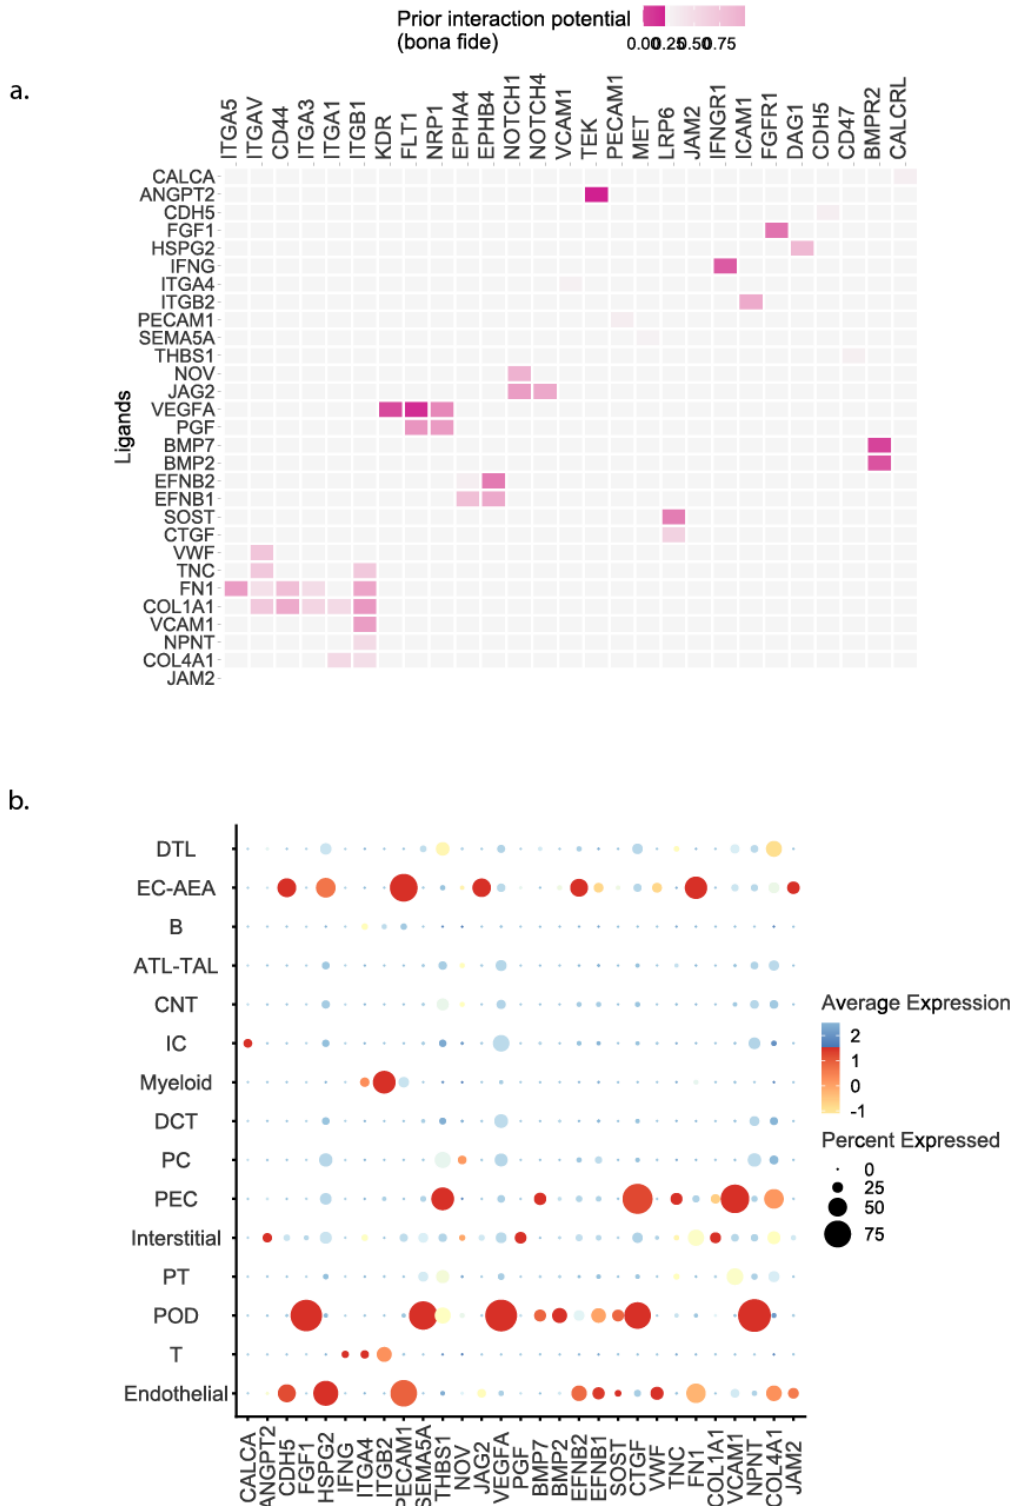 Prior interaction potential
(bona fide)
0.00 0.25 0.50 0.75
a.
ITGA5 ITGAV CD44 ITGA3 ITGA1 ITGB1 KDR FLT1 NRP1 EPHA4 EPHB4 NOTCH1 NOTCH4 VCAM1 TEK PECAM1 MET LRP6 JAM2 IFNGR1 ICAM1 FGFR1 DAG1 CDH5 CD47 BMPR2 CALCRL
Ligands
CALCA
ANGPT2
CDH5
FGF1
HSPG2
IFNG
ITGA4
ITGB2
PECAM1
SEMA5A
THBS1
NOV
JAG2
VEGFA
PGF
BMP7
BMP2
EFNB2
EFNB1
SOST
CTGF
VWF
TNC
FN1
COL1A1
VCAM1
NPNT
COL4A1
JAM2
b.
DTL
EC-AEA
B
ATL-TAL
CNT
IC
Myeloid
DCT
PC
PEC
Interstitial
PT
POD
T
Endothelial
CALCA ANGPT2 CDH5 FGF1 HSPG2 IFNG ITGA4 ITGB2 PECAM1 SEMA5A THBS1 NOV JAG2 VEGFA PGF BMP7 BMP2 EFNB2 EFNB1 SOST CTGF VWF TNC FN1 COL1A1 VCAM1 NPNT COL4A1 JAM2
Average Expression
2
1
0
-1
Percent Expressed
0
25
50
75